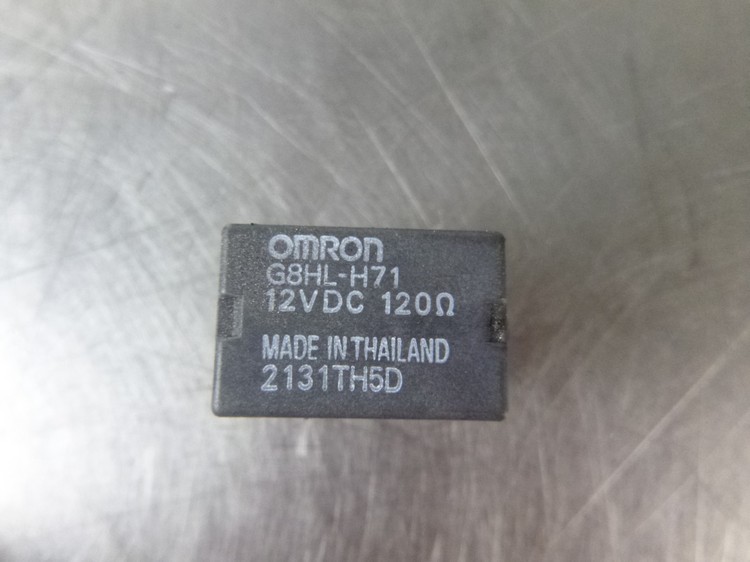 OMRON
G8HL-H71
12VDC 120Ω
MADE IN THAILAND
2131TH5D